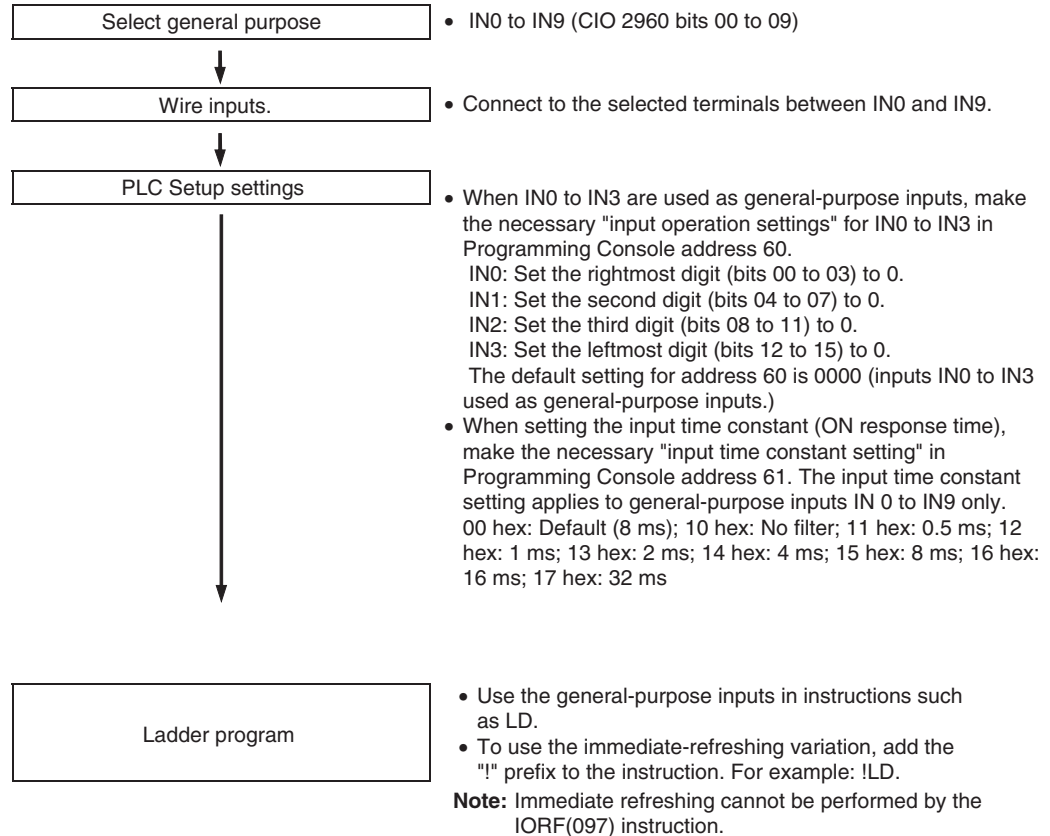 Select general purpose
• IN0 to IN9 (CIO 2960 bits 00 to 09)
Wire inputs.
• Connect to the selected terminals between IN0 and IN9.
PLC Setup settings
• When IN0 to IN3 are used as general-purpose inputs, make
the necessary "input operation settings" for IN0 to IN3 in
Programming Console address 60.
IN0: Set the rightmost digit (bits 00 to 03) to 0.
IN1: Set the second digit (bits 04 to 07) to 0.
IN2: Set the third digit (bits 08 to 11) to 0.
IN3: Set the leftmost digit (bits 12 to 15) to 0.
The default setting for address 60 is 0000 (inputs IN0 to IN3
used as general-purpose inputs.)
• When setting the input time constant (ON response time),
make the necessary "input time constant setting" in
Programming Console address 61. The input time constant
setting applies to general-purpose inputs IN 0 to IN9 only.
00 hex: Default (8 ms); 10 hex: No filter; 11 hex: 0.5 ms; 12
hex: 1 ms; 13 hex: 2 ms; 14 hex: 4 ms; 15 hex: 8 ms; 16 hex:
16 ms; 17 hex: 32 ms
Ladder program
• Use the general-purpose inputs in instructions such
as LD.
• To use the immediate-refreshing variation, add the
"!" prefix to the instruction. For example: !LD.
Note: Immediate refreshing cannot be performed by the
IORF(097) instruction.